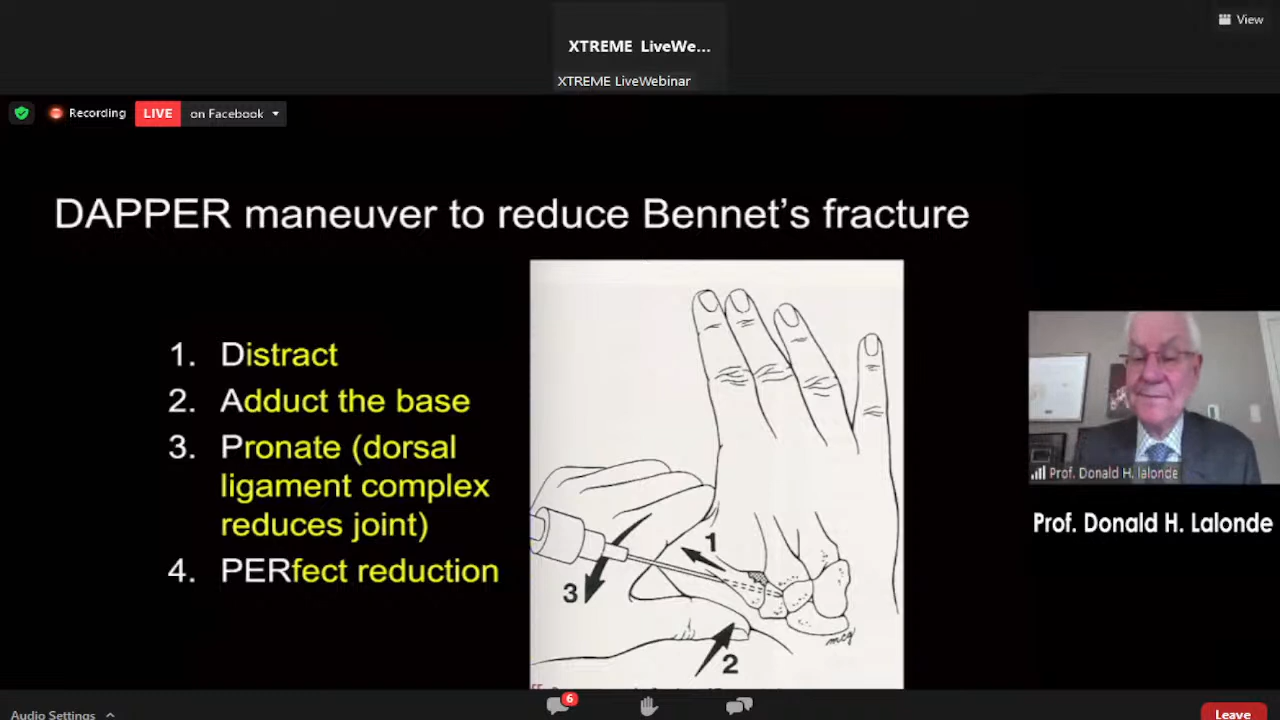 XTREME LiveWe...
View
XTREME LiveWebinar
Recording
LIVE
on Facebook
DAPPER maneuver to reduce Bennet’s fracture
1. Distract
2. Adduct the base
3. Pronate (dorsal
ligament complex
reduces joint)
4. PERfect reduction
1
3
2
mcg
Prof. Donald H. lalonde
Prof. Donald H. Lalonde
6
Audio Settings
Leave